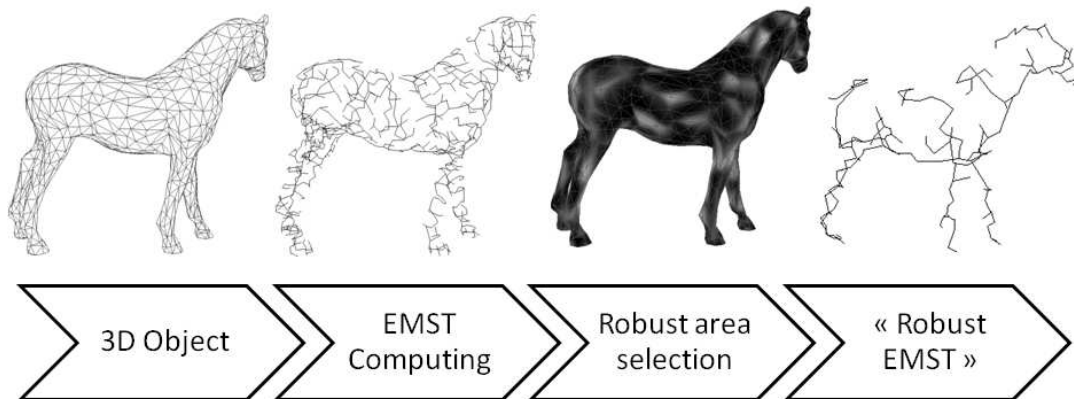 3D Object
EMST
Computing
Robust area
selection
« Robust
EMST »